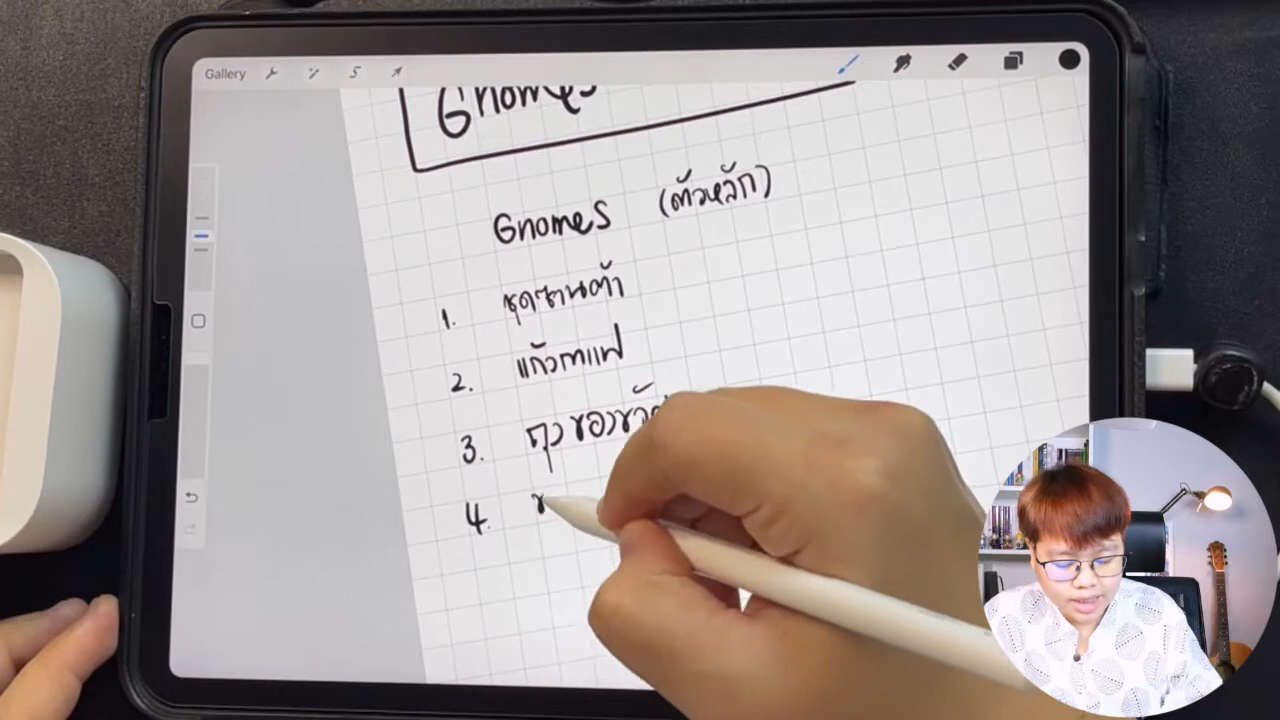 Gallery
Gnomes
Gnomes (ตัวหลัก)
1. ชุดซานต้า
2. แก้วกาแฟ
3. ถุงของขวัญ
4.